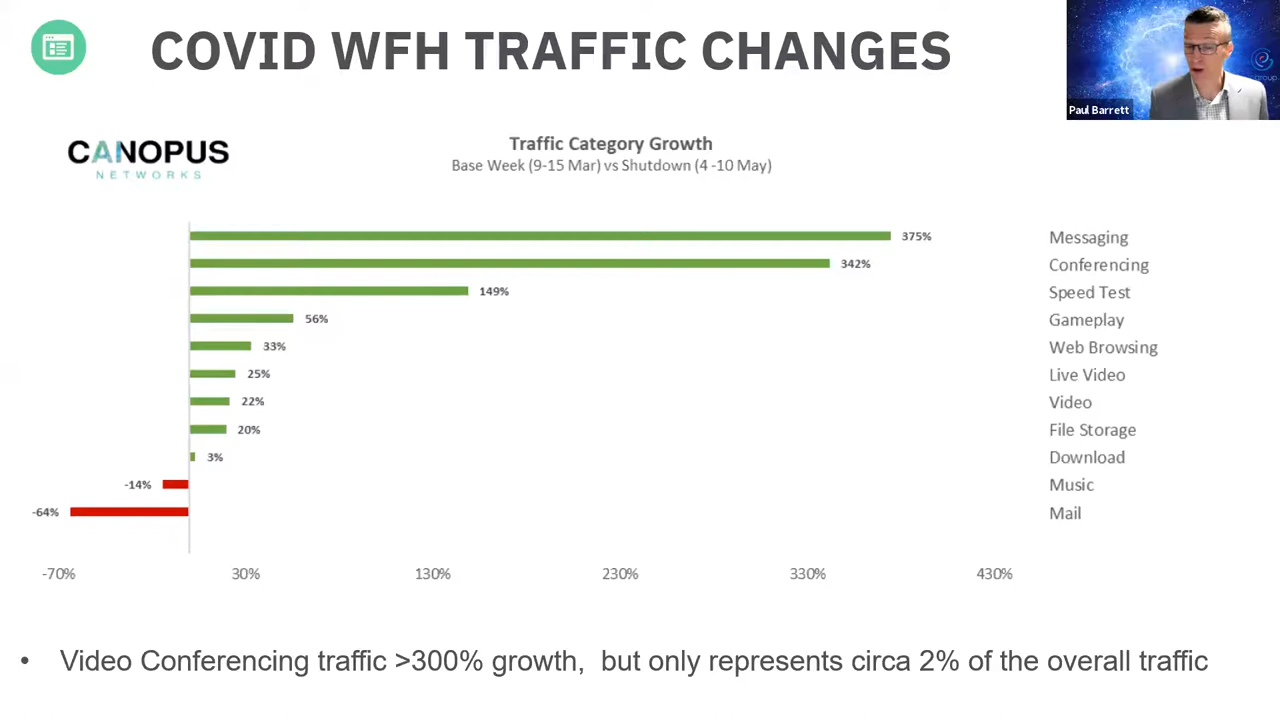 COVID WFH TRAFFIC CHANGES
group
Paul Barrett
CANOPUS
NETWORKS
Traffic Category Growth
Base Week (9-15 Mar) vs Shutdown (4 -10 May)
375% Messaging
342% Conferencing
149% Speed Test
56% Gameplay
33% Web Browsing
25% Live Video
22% Video
20% File Storage
3% Download
-14% Music
-64% Mail
-70% 30% 130% 230% 330% 430%
• Video Conferencing traffic >300% growth, but only represents circa 2% of the overall traffic